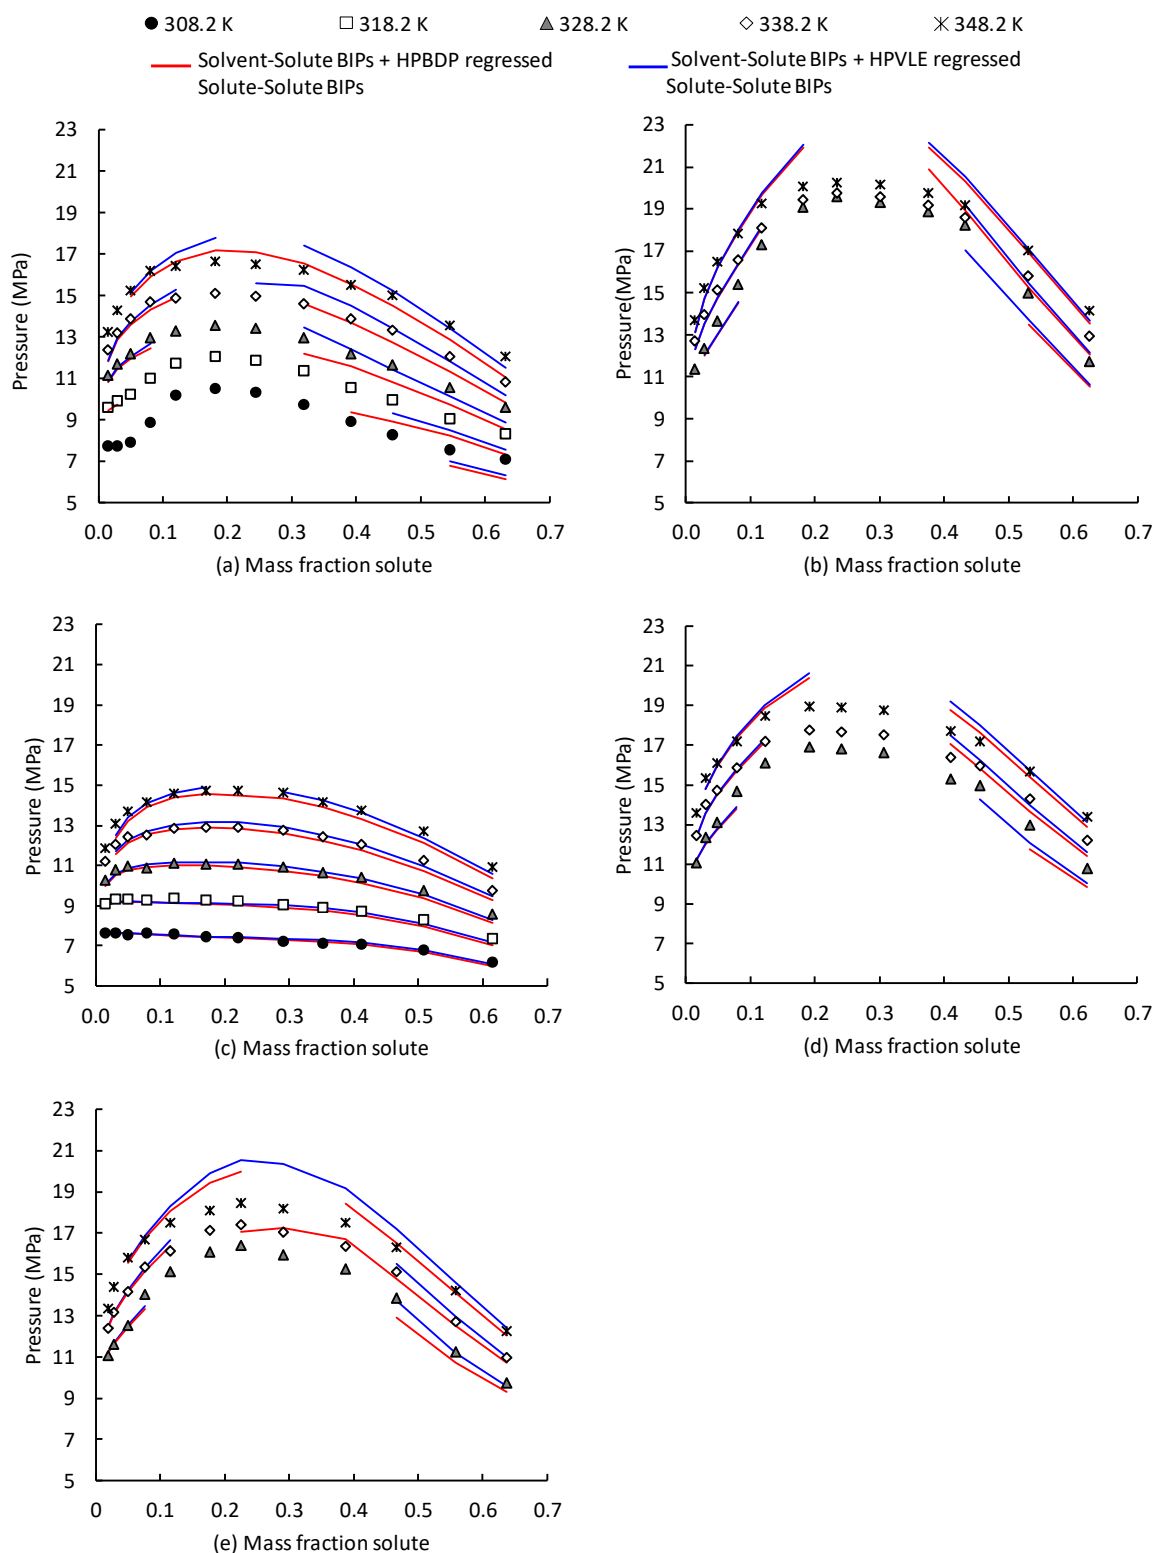 308.2 K 318.2 K 328.2 K 338.2 K 348.2 K
Solvent-Solute BIPs + HPBDP regressed
Solute-Solute BIPs
Solvent-Solute BIPs + HPVLE regressed
Solute-Solute BIPs
23
21
19
17
15
13
11
9
7
5
Pressure (MPa)
0.0 0.1 0.2 0.3 0.4 0.5 0.6 0.7
(a) Mass fraction solute
23
21
19
17
15
13
11
9
7
5
Pressure(MPa)
0.0 0.1 0.2 0.3 0.4 0.5 0.6 0.7
(b) Mass fraction solute
23
21
19
17
15
13
11
9
7
5
Pressure (MPa)
0.0 0.1 0.2 0.3 0.4 0.5 0.6 0.7
(c) Mass fraction solute
23
21
19
17
15
13
11
9
7
5
Pressure (MPa)
0.0 0.1 0.2 0.3 0.4 0.5 0.6 0.7
(d) Mass fraction solute
23
21
19
17
15
13
11
9
7
5
Pressure (MPa)
0 0.1 0.2 0.3 0.4 0.5 0.6 0.7
(e) Mass fraction solute